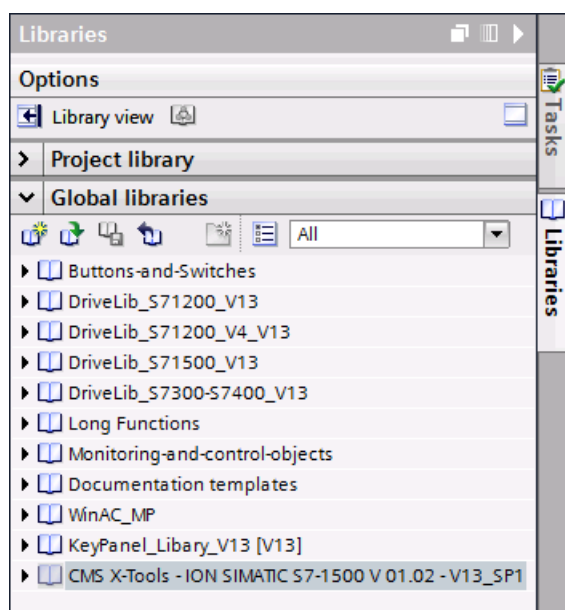 Libraries
Options
Library view
Project library
Global libraries
All
Buttons-and-Switches
DriveLib_S71200_V13
DriveLib_S71200_V4_V13
DriveLib_S71500_V13
DriveLib_S7300-S7400_V13
Long Functions
Monitoring-and-control-objects
Documentation templates
WinAC_MP
KeyPanel_Libary_V13 [V13]
CMS X-Tools - ION SIMATIC S7-1500 V 01.02 - V13_SP1
Tasks
Libraries